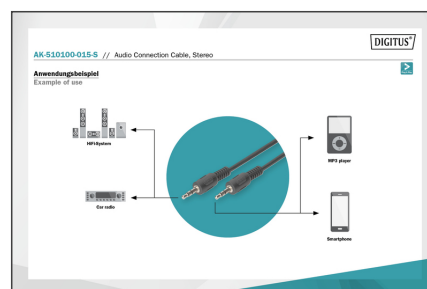 DIGITUS®
AK-510100-015-S // Audio Connection Cable, Stereo
Anwendungsbeispiel
Example of use
HiFi-System
MP3 player
Car radio
Smartphone